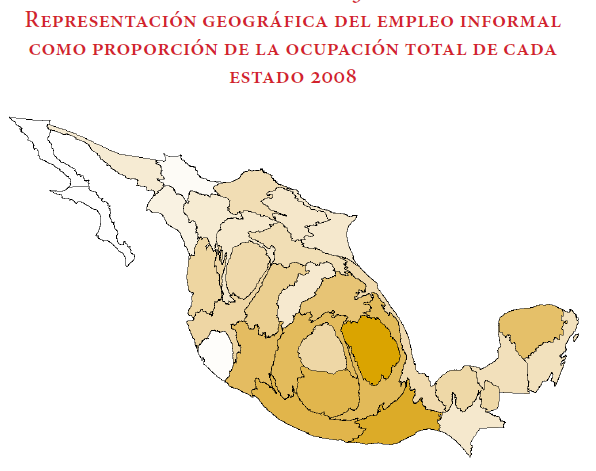 Representación geográfica del empleo informal
como proporción de la ocupación total de cada
estado 2008